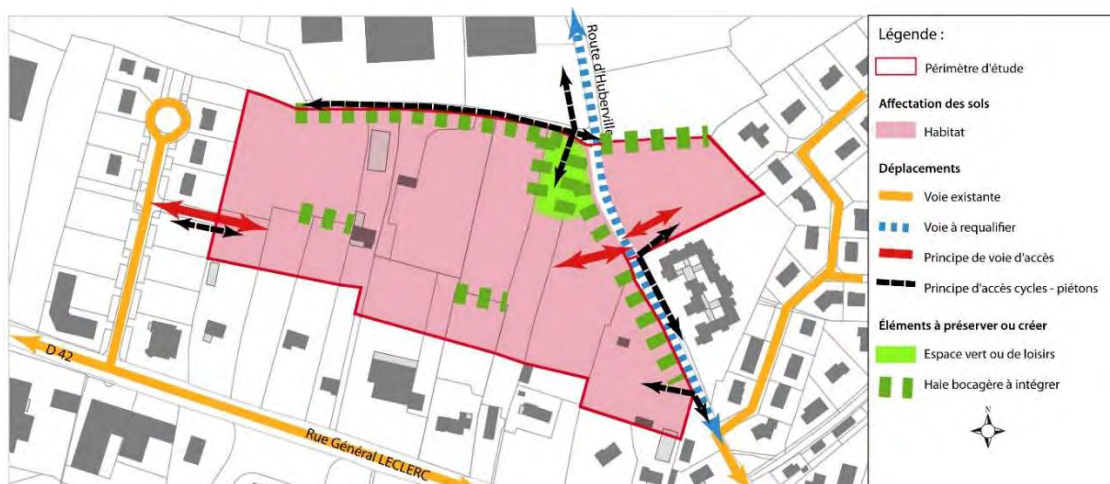 Route d'Huberville
D 42
Rue Général LECLERC
Légende :
Périmètre d'étude
Affectation des sols
Habitat
Déplacements
Voie existante
Voie à requalifier
Principe de voie d'accès
Principe d'accès cycles - piétons
Éléments à préserver ou créer
Espace vert ou de loisirs
Haie bocagère à intégrer
N